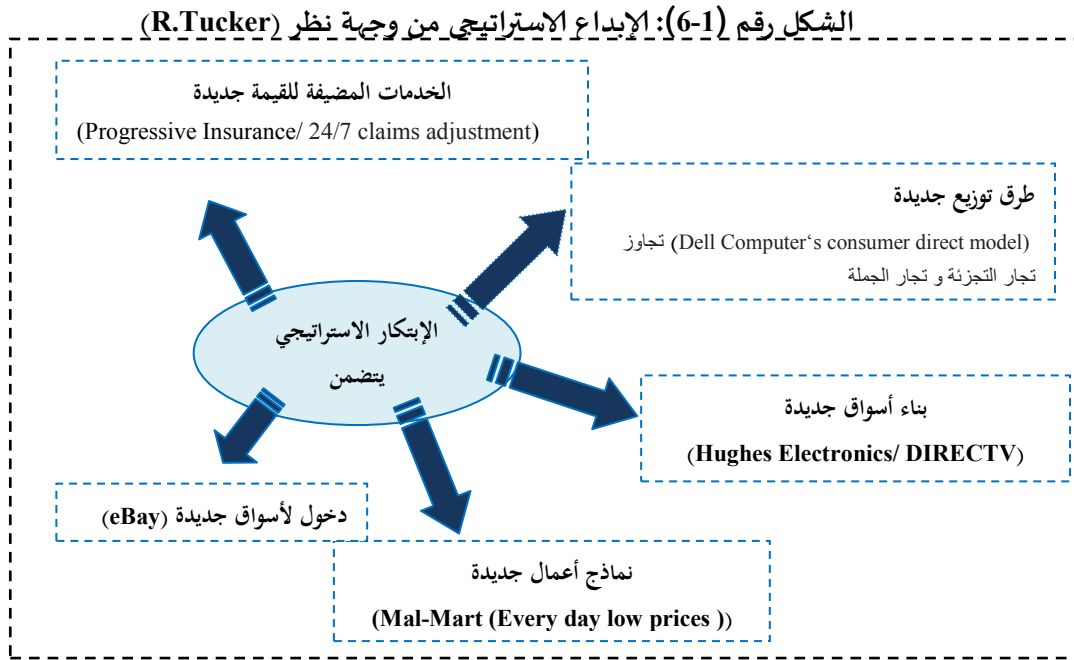 الشكل رقم (1-6): الإبداع الاستراتيجي من وجهة نظر (R.Tucker)
الخدمات المضيفة للقيمة جديدة
(Progressive Insurance/ 24/7 claims adjustment)
طرق توزيع جديدة
(Dell Computer‘s consumer direct model) تجاوز
تجار التجزئة و تجار الجملة
الإبتكار الاستراتيجي
يتضمن
بناء أسواق جديدة
(Hughes Electronics/ DIRECTV)
دخول لأسواق جديدة (eBay)
نماذج أعمال جديدة
(Mal-Mart (Every day low prices ))